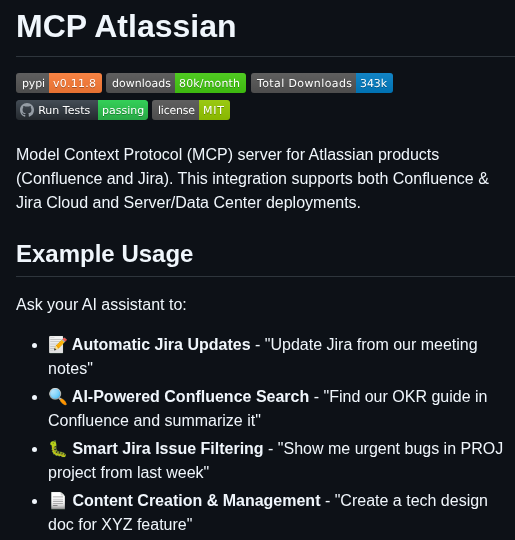 MCP Atlassian
pypi v0.11.8 downloads 80k/month Total Downloads 343k
Run Tests passing license MIT
Model Context Protocol (MCP) server for Atlassian products
(Confluence and Jira). This integration supports both Confluence &
Jira Cloud and Server/Data Center deployments.
Example Usage
Ask your AI assistant to:
• 📝 Automatic Jira Updates - "Update Jira from our meeting
notes"
• 🔍 AI-Powered Confluence Search - "Find our OKR guide in
Confluence and summarize it"
• 🐛 Smart Jira Issue Filtering - "Show me urgent bugs in PROJ
project from last week"
• 📄 Content Creation & Management - "Create a tech design
doc for XYZ feature"